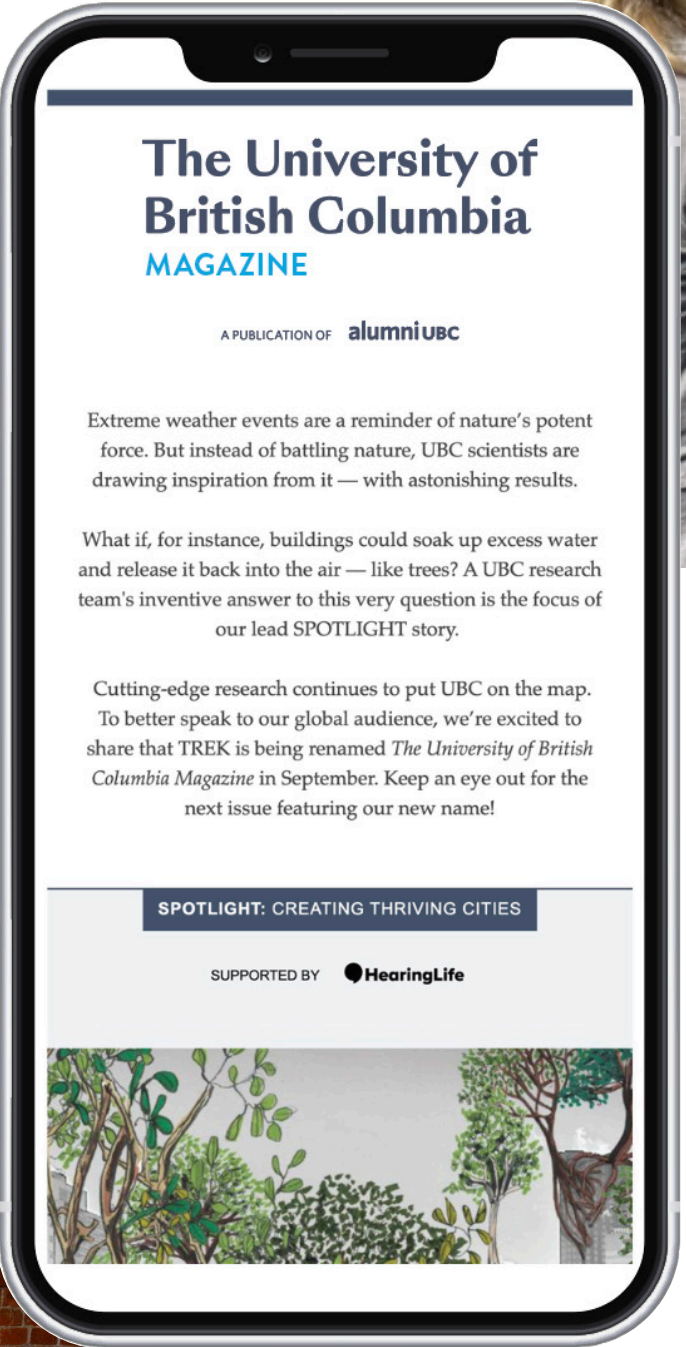 The University of
British Columbia
MAGAZINE
A PUBLICATION OF alumni UBC
Extreme weather events are a reminder of nature's potent
force. But instead of battling nature, UBC scientists are
drawing inspiration from it — with astonishing results.
What if, for instance, buildings could soak up excess water
and release it back into the air — like trees? A UBC research
team's inventive answer to this very question is the focus of
our lead SPOTLIGHT story.
Cutting-edge research continues to put UBC on the map.
To better speak to our global audience, we're excited to
share that TREK is being renamed The University of British
Columbia Magazine in September. Keep an eye out for the
next issue featuring our new name!
SPOTLIGHT: CREATING THRIVING CITIES
SUPPORTED BY HearingLife